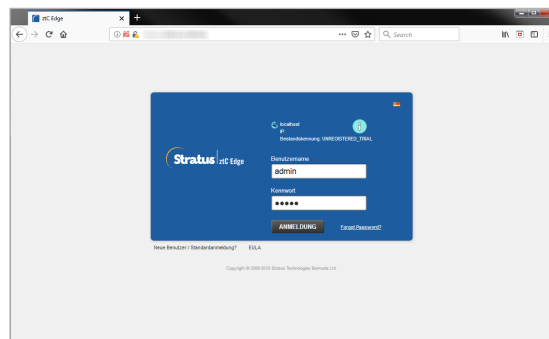 ztC Edge
Search
localhost
IP:
Bestandskennung: UNREGISTERED_TRIAL
Stratus ztC Edge
Benutzername
admin
Kennwort
ANMELDUNG Forgot Password?
Neue Benutzer / Standardanmeldung? EULA
Copyright © 2008-2019 Stratus Technologies Bermuda Ltd.